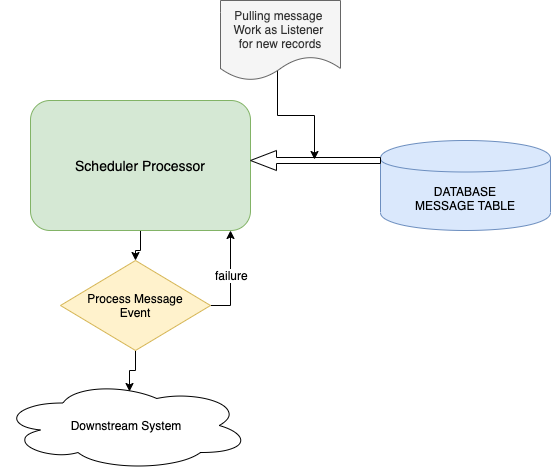 Pulling message
Work as Listener
for new records
Scheduler Processor
DATABASE
MESSAGE TABLE
failure
Process Message
Event
Downstream System